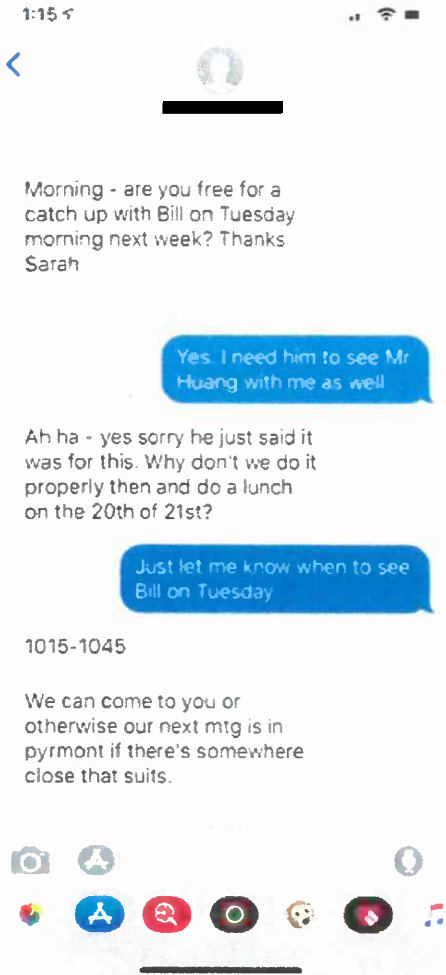 1:15
Morning - are you free for a
catch up with Bill on Tuesday
morning next week? Thanks
Sarah
Yes. I need him to see Mr
Huang with me as well
Ah ha - yes sorry he just said it
was for this. Why don't we do it
properly then and do a lunch
on the 20th of 21st?
Just let me know when to see
Bill on Tuesday
1015-1045
We can come to you or
otherwise our next mtg is in
pyrmont if there's somewhere
close that suits.